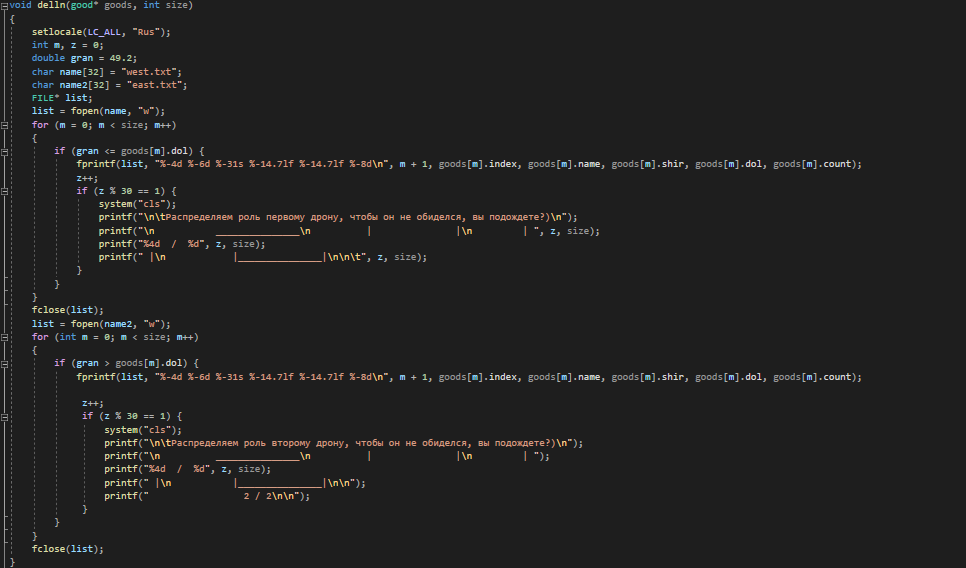 void delln(good* goods, int size)
{
setlocale(LC_ALL, "Rus");
int m, z = 0;
double gran = 49.2;
char name[32] = "west.txt";
char name2[32] = "east.txt";
FILE* list;
list = fopen(name, "w");
for (m = 0; m < size; m++)
{
if (gran <= goods[m].dol) {
fprintf(list, "%-4d %-6d %-31s %-14.7lf %-14.7lf %-8d\n", m + 1, goods[m].index, goods[m].name, goods[m].shir, goods[m].dol, goods[m].count);
z++;
if (z % 30 == 1) {
system("cls");
printf("\n\tРаспределяем роль первому дрону, чтобы он не обиделся, вы подождете?)\n");
printf("\n           _______________\n          |               |\n         | ", z, size);
printf("%4d  /  %d", z, size);
printf(" |\n            |_______________|\n\n\t", z, size);
}
}
}
fclose(list);
list = fopen(name2, "w");
for (int m = 0; m < size; m++)
{
if (gran > goods[m].dol) {
fprintf(list, "%-4d %-6d %-31s %-14.7lf %-14.7lf %-8d\n", m + 1, goods[m].index, goods[m].name, goods[m].shir, goods[m].dol, goods[m].count);
z++;
if (z % 30 == 1) {
system("cls");
printf("\n\tРаспределяем роль второму дрону, чтобы он не обиделся, вы подождете?)\n");
printf("\n           _______________\n          |               |\n         | ");
printf("%4d  /  %d", z, size);
printf(" |\n            |_______________|\n\n");
printf("                 2 / 2\n\n");
}
}
}
fclose(list);
}